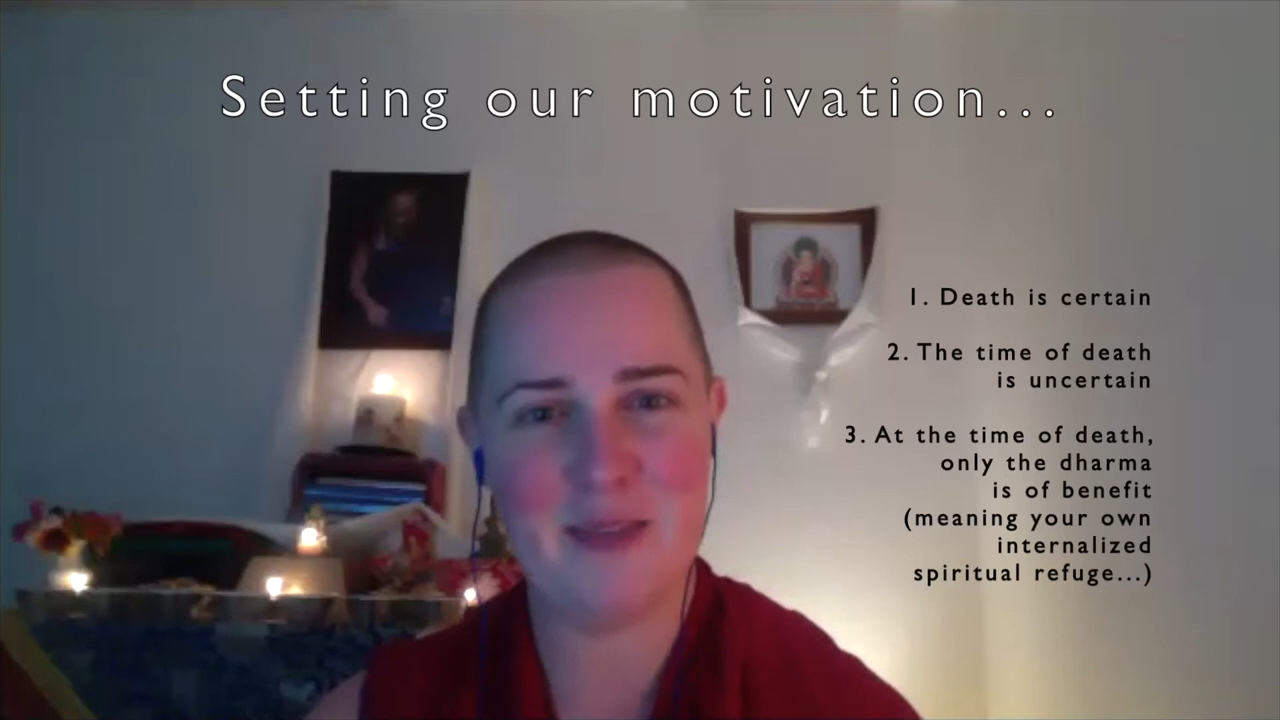 Setting our motivation...
1. Death is certain
2. The time of death
is uncertain
3. At the time of death,
only the dharma
is of benefit
(meaning your own
internalized
spiritual refuge...)